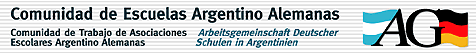 Comunidad de Escuelas Argentino Alemanas
Comunidad de Trabajo de Asociaciones
Escolares Argentino Alemanas
Arbeitsgemeinschaft Deutscher
Schulen in Argentinien
AG